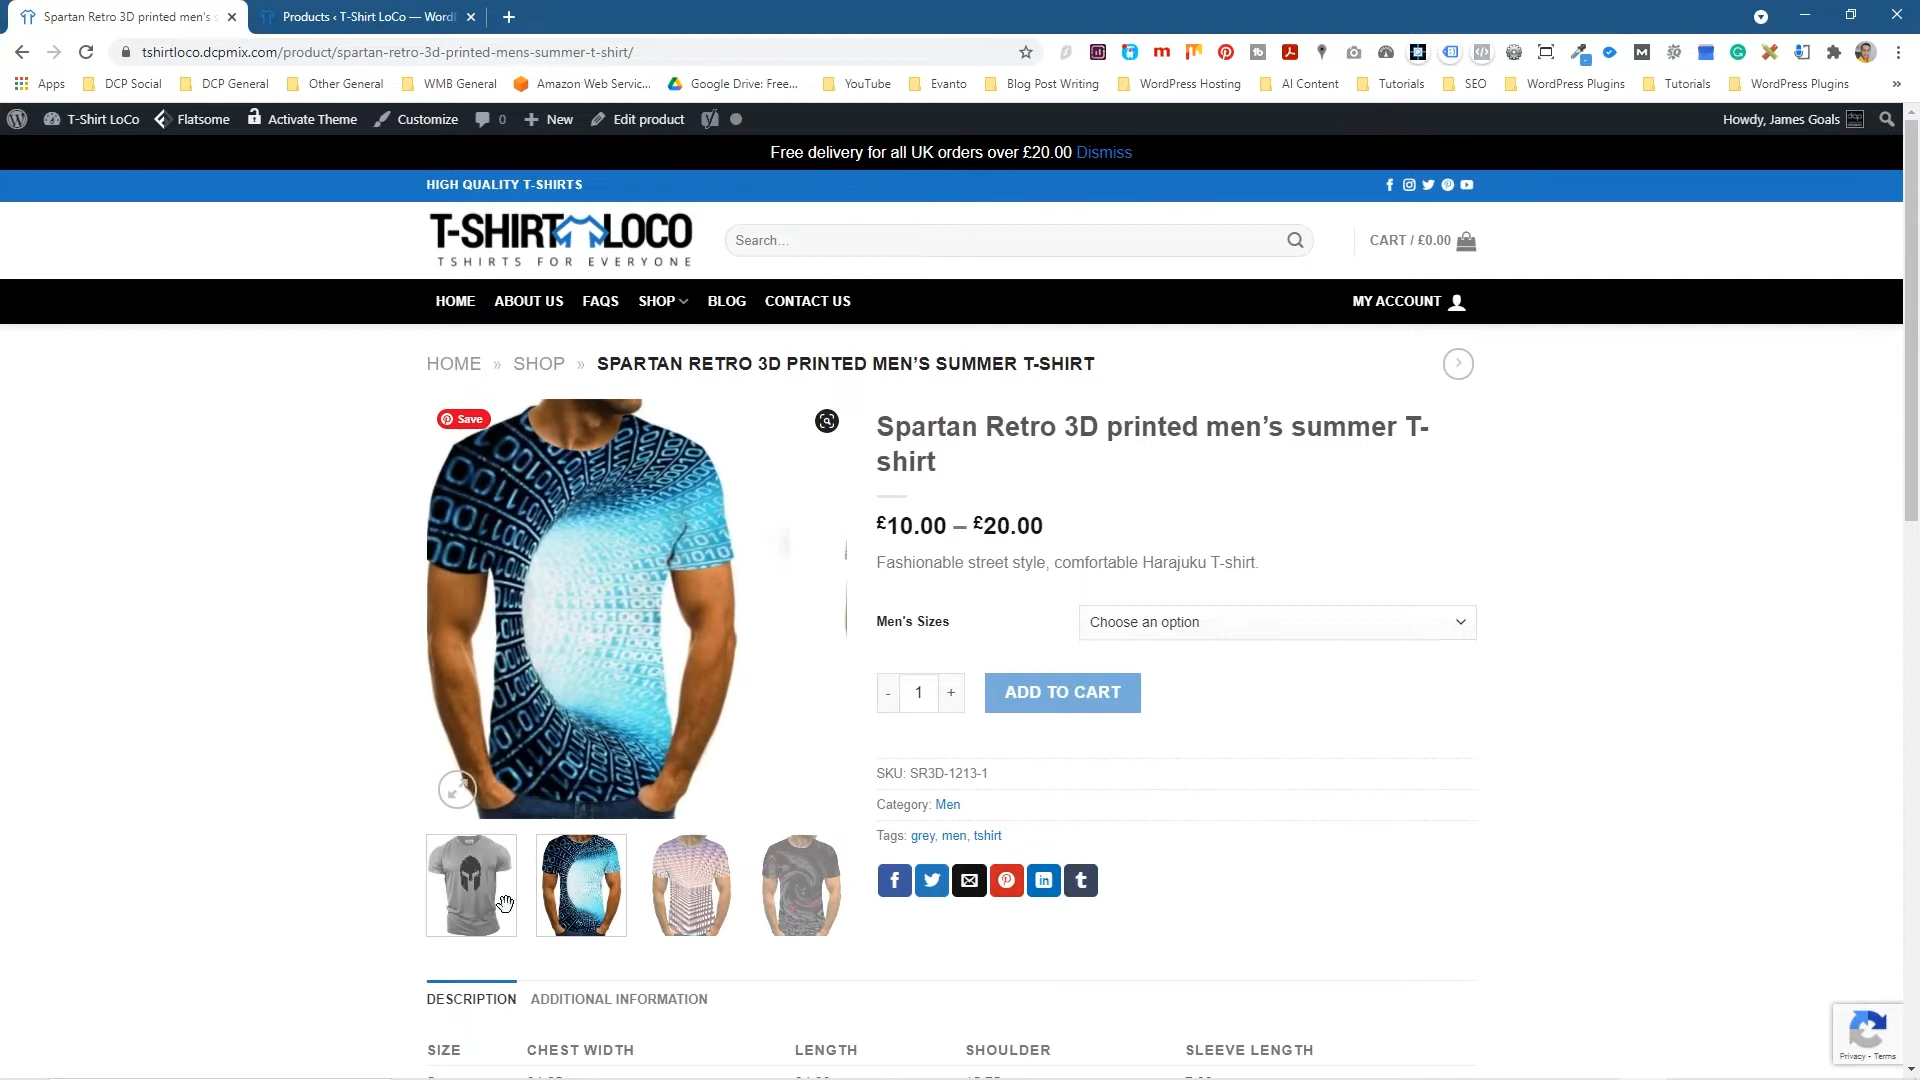 Spartan Retro 3D printed men's s
Products ‹ T-Shirt LoCo — WordP
tshirtloco.dcpmix.com/product/spartan-retro-3d-printed-mens-summer-t-shirt/
Apps
DCP Social
DCP General
Other General
WMB General
Amazon Web Servic...
Google Drive: Free...
YouTube
Evanto
Blog Post Writing
WordPress Hosting
AI Content
Tutorials
SEO
WordPress Plugins
Tutorials
WordPress Plugins
»
T-Shirt LoCo
Flatsome
Activate Theme
Customize
0
New
Edit product
Howdy, James Goals
Free delivery for all UK orders over £20.00 Dismiss
HIGH QUALITY T-SHIRTS
T-SHIRT LOCO
TSHIRTS FOR EVERYONE
Search...
CART / £0.00
HOME
ABOUT US
FAQS
SHOP
BLOG
CONTACT US
MY ACCOUNT
HOME » SHOP » SPARTAN RETRO 3D PRINTED MEN'S SUMMER T-SHIRT
Save
Spartan Retro 3D printed men's summer T-
shirt
£10.00 – £20.00
Fashionable street style, comfortable Harajuku T-shirt.
Men's Sizes
Choose an option
- 1 +
ADD TO CART
SKU: SR3D-1213-1
Category: Men
Tags: grey, men, tshirt
DESCRIPTION
ADDITIONAL INFORMATION
SIZE
CHEST WIDTH
LENGTH
SHOULDER
SLEEVE LENGTH
Privacy - Terms